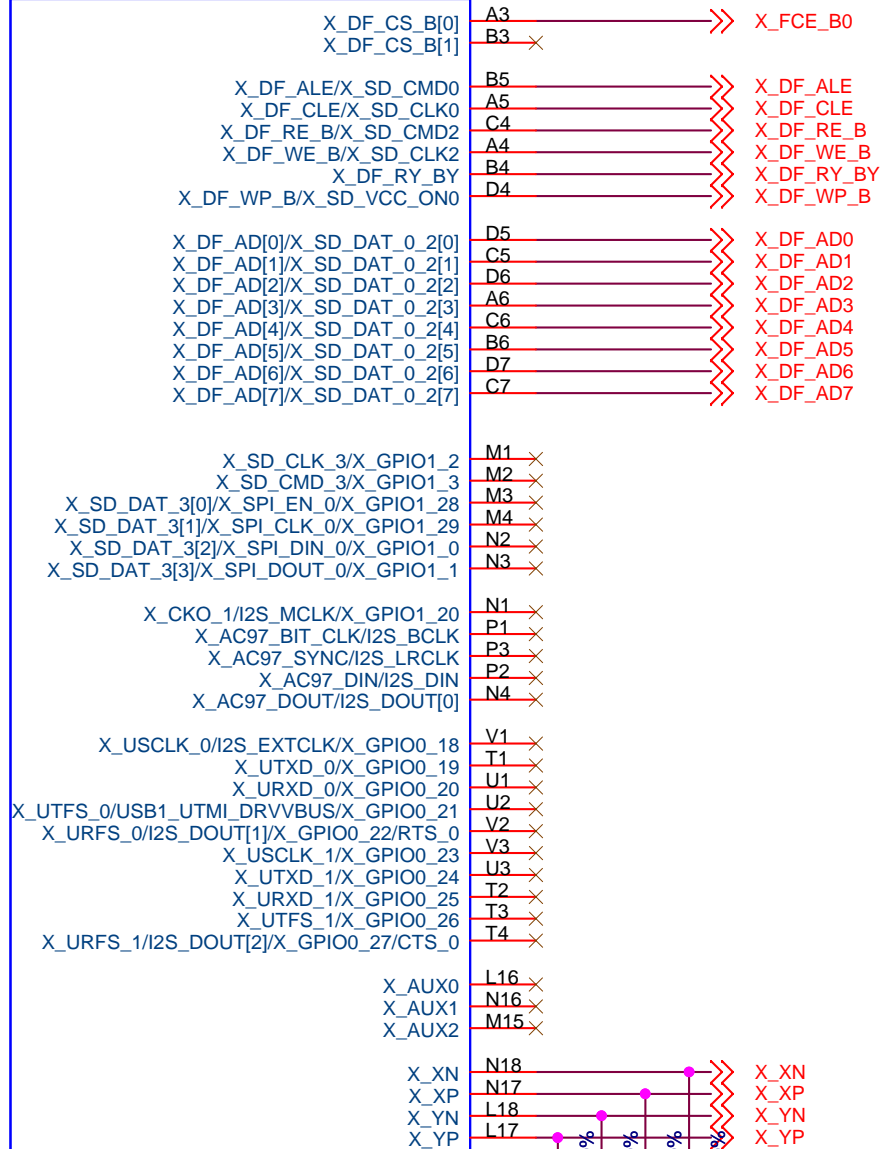 X_DF_CS_B[0] A3 X_FCE_B0
X_DF_CS_B[1] B3
X_DF_ALE/X_SD_CMD0 B5 X_DF_ALE
X_DF_CLE/X_SD_CLK0 A5 X_DF_CLE
X_DF_RE_B/X_SD_CMD2 C4 X_DF_RE_B
X_DF_WE_B/X_SD_CLK2 A4 X_DF_WE_B
X_DF_RY_BY B4 X_DF_RY_BY
X_DF_WP_B/X_SD_VCC_ON0 D4 X_DF_WP_B
X_DF_AD[0]/X_SD_DAT_0_2[0] D5 X_DF_AD0
X_DF_AD[1]/X_SD_DAT_0_2[1] C5 X_DF_AD1
X_DF_AD[2]/X_SD_DAT_0_2[2] D6 X_DF_AD2
X_DF_AD[3]/X_SD_DAT_0_2[3] A6 X_DF_AD3
X_DF_AD[4]/X_SD_DAT_0_2[4] C6 X_DF_AD4
X_DF_AD[5]/X_SD_DAT_0_2[5] B6 X_DF_AD5
X_DF_AD[6]/X_SD_DAT_0_2[6] D7 X_DF_AD6
X_DF_AD[7]/X_SD_DAT_0_2[7] C7 X_DF_AD7
X_SD_CLK_3/X_GPIO1_2 M1
X_SD_CMD_3/X_GPIO1_3 M2
X_SD_DAT_3[0]/X_SPI_EN_0/X_GPIO1_28 M3
X_SD_DAT_3[1]/X_SPI_CLK_0/X_GPIO1_29 M4
X_SD_DAT_3[2]/X_SPI_DIN_0/X_GPIO1_0 N2
X_SD_DAT_3[3]/X_SPI_DOUT_0/X_GPIO1_1 N3
X_CKO_1/I2S_MCLK/X_GPIO1_20 N1
X_AC97_BIT_CLK/I2S_BCLK P1
X_AC97_SYNC/I2S_LRCLK P3
X_AC97_DIN/I2S_DIN P2
X_AC97_DOUT/I2S_DOUT[0] N4
X_USCLK_0/I2S_EXTCLK/X_GPIO0_18 V1
X_UTXD_0/X_GPIO0_19 T1
X_URXD_0/X_GPIO0_20 U1
X_UTFS_0/USB1_UTMI_DRVVBUS/X_GPIO0_21 U2
X_URFS_0/I2S_DOUT[1]/X_GPIO0_22/RTS_0 V2
X_USCLK_1/X_GPIO0_23 V3
X_UTXD_1/X_GPIO0_24 U3
X_URXD_1/X_GPIO0_25 T2
X_UTFS_1/X_GPIO0_26 T3
X_URFS_1/I2S_DOUT[2]/X_GPIO0_27/CTS_0 T4
X_AUX0 L16
X_AUX1 N16
X_AUX2 M15
X_XN N18 X_XN
X_XP N17 X_XP
X_YN L18 X_YN
X_YP L17 X_YP
% % % %